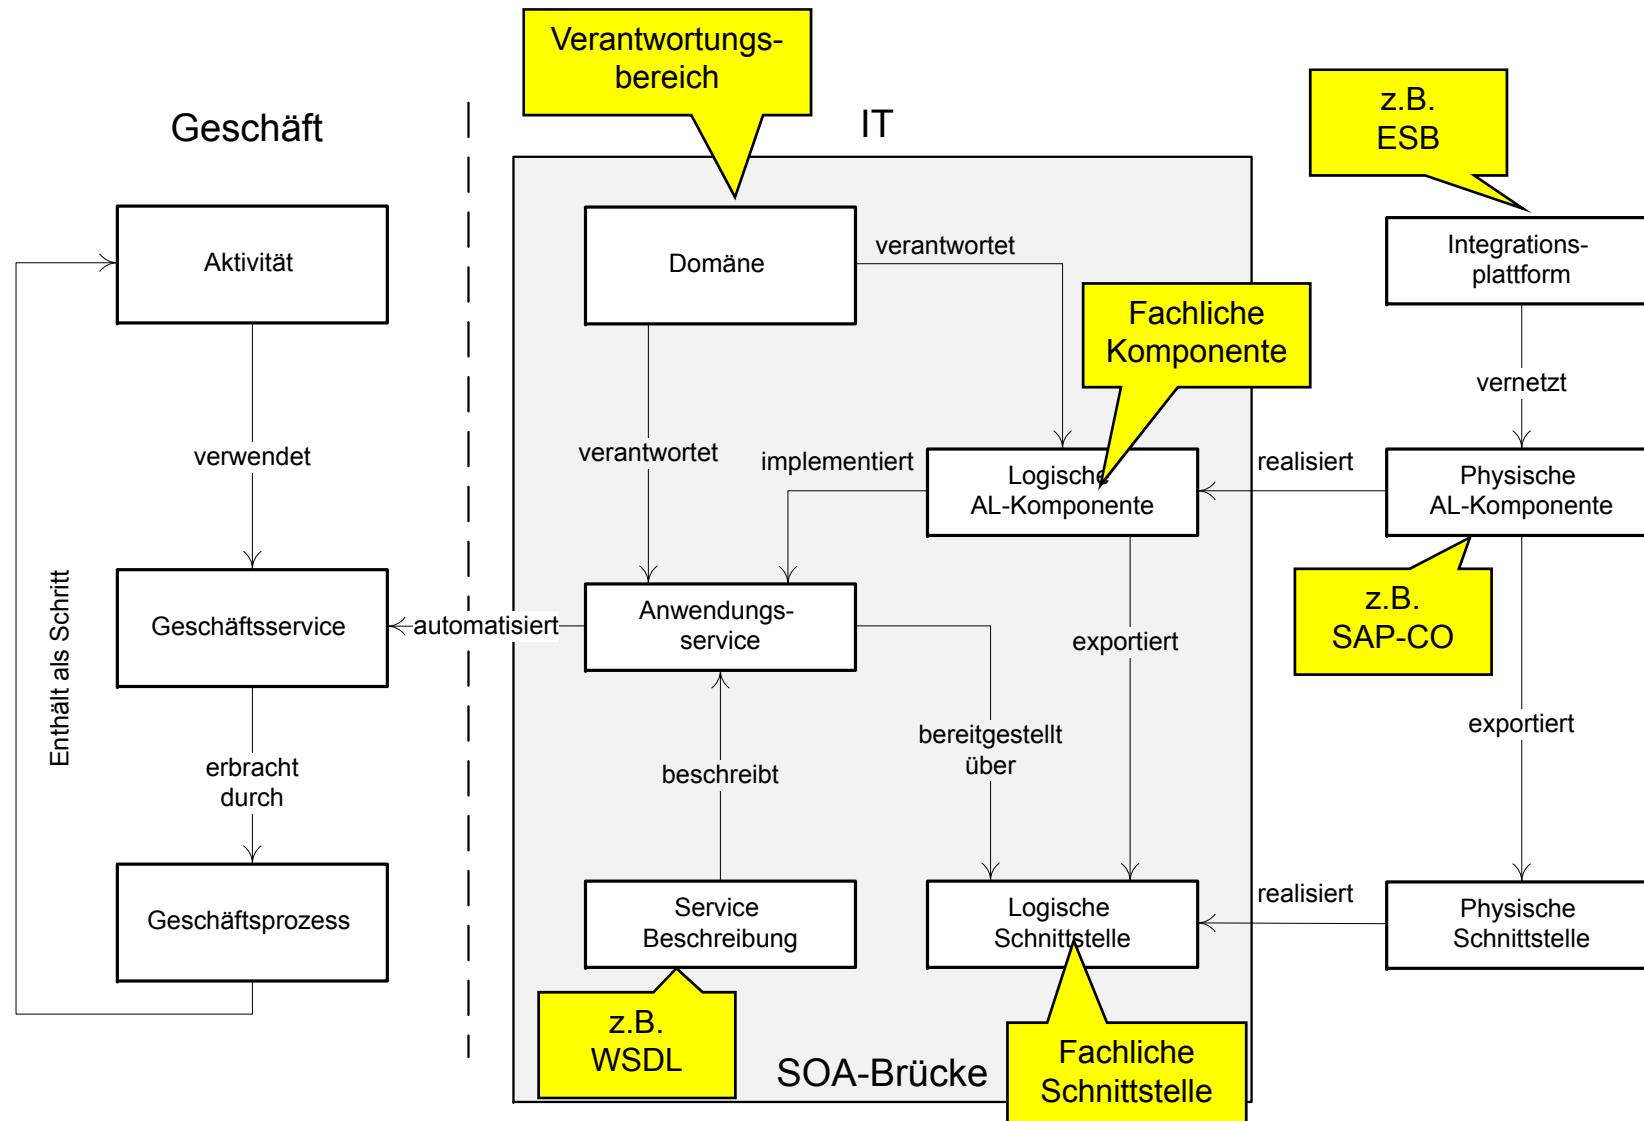 Verantwortungs-
bereich
z.B.
ESB
Geschäft
IT
Aktivität
Domäne
verantwortet
Integrations-
plattform
Fachliche
Komponente
vernetzt
verwendet
verantwortet
implementiert
Logische
AL-Komponente
realisiert
Physische
AL-Komponente
Enthält als Schritt
Geschäftsservice
automatisiert
Anwendungs-
service
exportiert
z.B.
SAP-CO
erbracht
durch
beschreibt
bereitgestellt
über
exportiert
Geschäftsprozess
Service
Beschreibung
Logische
Schnittstelle
realisiert
Physische
Schnittstelle
z.B.
WSDL
SOA-Brücke
Fachliche
Schnittstelle